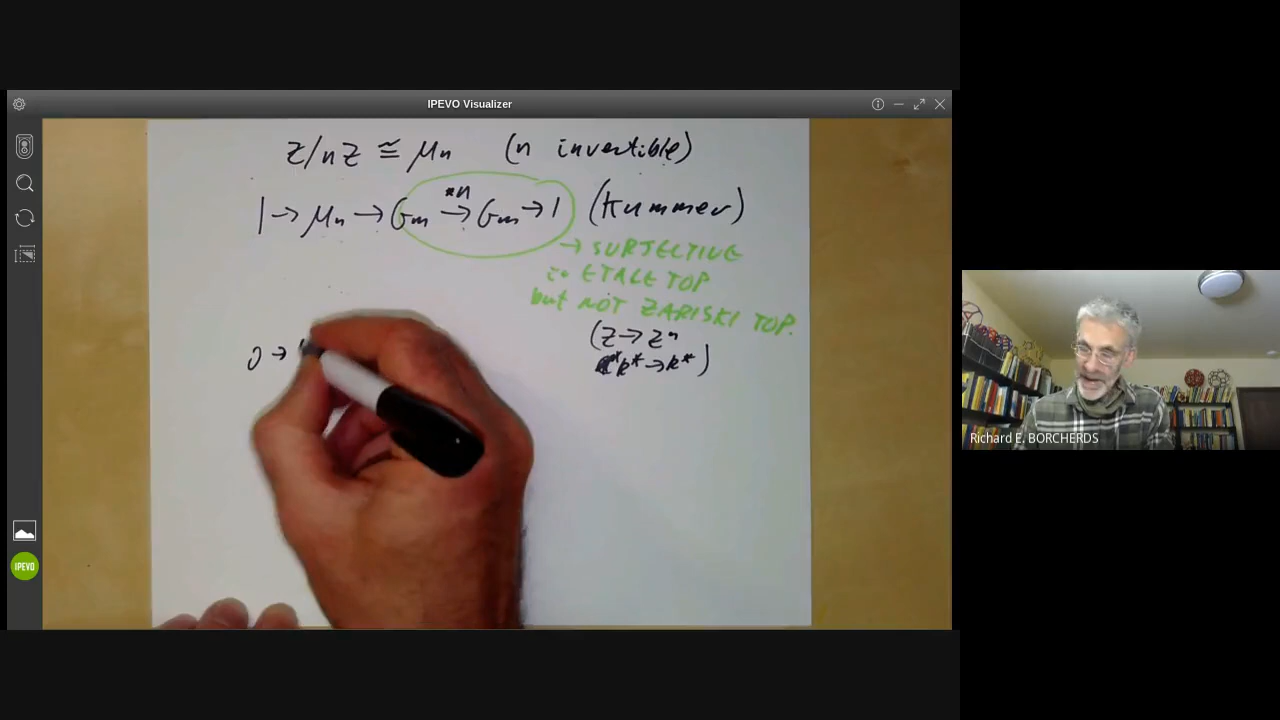 IPEVO Visualizer
Z/nZ ≅ μn (n invertible)
1 → μn → Gm →*n Gm → 1 (Kummer)
→ SURJECTIVE
in ETALE TOP
but NOT ZARISKI TOP.
(z → zⁿ
k* → k*)
0 →
IPEVO
Richard E. BORCHERDS